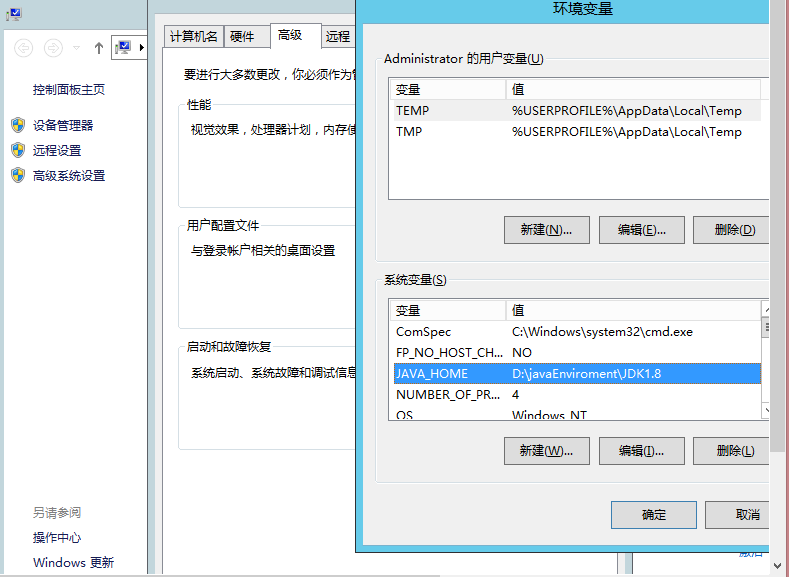 控制面板主页
设备管理器
远程设置
高级系统设置
另请参阅
操作中心
Windows 更新
计算机名
硬件
高级
远程
要进行大多数更改，你必须作为管
性能
视觉效果，处理器计划，内存使
用户配置文件
与登录帐户相关的桌面设置
启动和故障恢复
系统启动、系统故障和调试信息
环境变量
Administrator 的用户变量(U)
变量 值
TEMP %USERPROFILE%\AppData\Local\Temp
TMP %USERPROFILE%\AppData\Local\Temp
新建(N)... 编辑(E)... 删除(D)
系统变量(S)
变量 值
ComSpec C:\Windows\system32\cmd.exe
FP_NO_HOST_CH... NO
JAVA_HOME D:\javaEnviroment\JDK1.8
NUMBER_OF_PR... 4
OS Windows_NT
新建(W)... 编辑(I)... 删除(L)
确定 取消